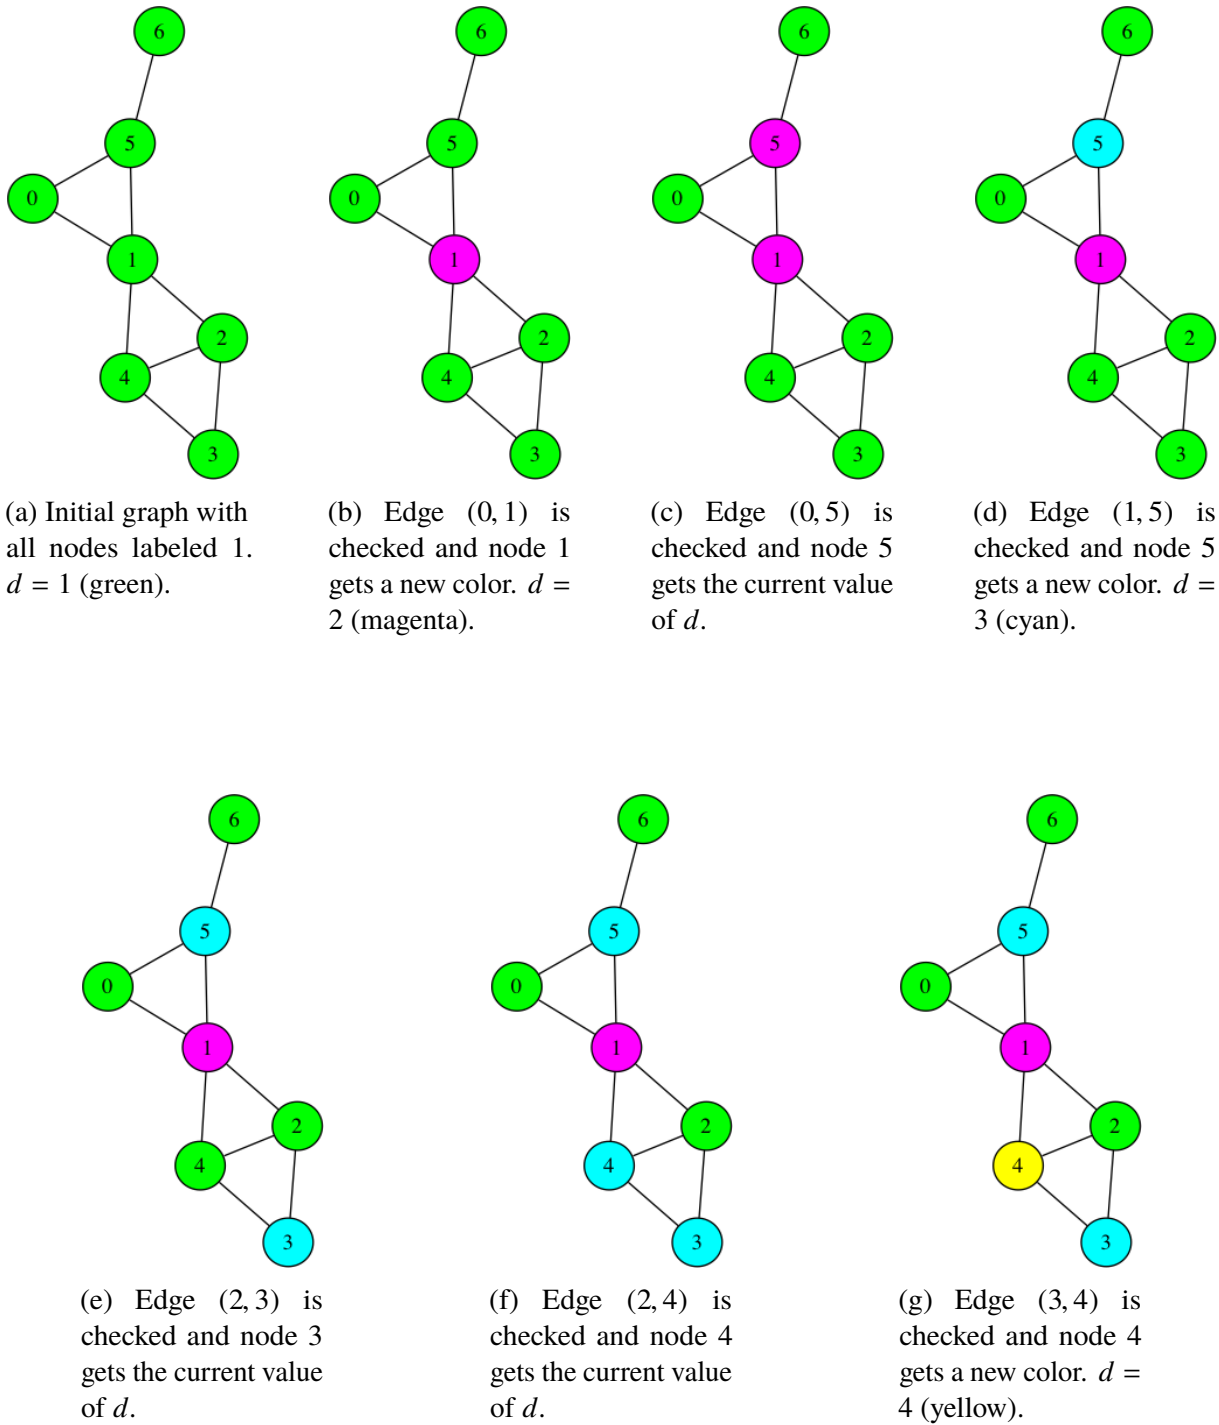 6 6 6 6
5 5 5 5
0 0 0 0
1 1 1 1
2 2 2 2
4 4 4 4
3 3 3 3
(a) Initial graph with
all nodes labeled 1.
d = 1 (green).
(b) Edge (0, 1) is
checked and node 1
gets a new color. d =
2 (magenta).
(c) Edge (0, 5) is
checked and node 5
gets the current value
of d.
(d) Edge (1, 5) is
checked and node 5
gets a new color. d =
3 (cyan).
6 6 6
5 5 5
0 0 0
1 1 1
2 2 2
4 4 4
3 3 3
(e) Edge (2, 3) is
checked and node 3
gets the current value
of d.
(f) Edge (2, 4) is
checked and node 4
gets the current value
of d.
(g) Edge (3, 4) is
checked and node 4
gets a new color. d =
4 (yellow).